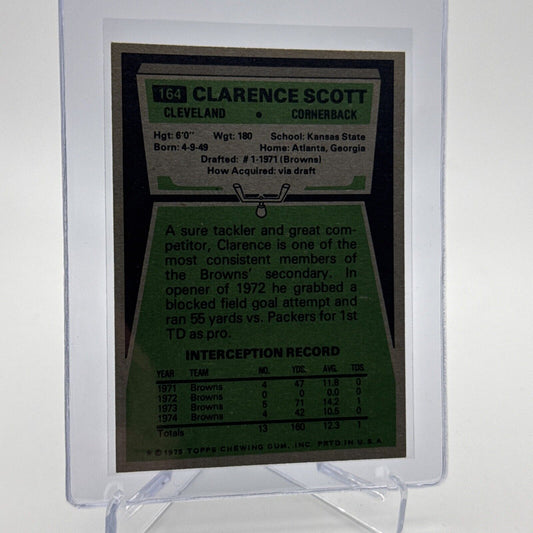 164 CLARENCE SCOTT
CLEVELAND • CORNERBACK
Hgt: 6'0" Wgt: 180 School: Kansas State
Born: 4-9-49 Home: Atlanta, Georgia
Drafted: #1-1971 (Browns)
How Acquired: via draft
A sure tackler and great com-
petitor, Clarence is one of the
most consistent members of
the Browns' secondary. In
opener of 1972 he grabbed a
blocked field goal attempt and
ran 55 yards vs. Packers for 1st
TD as pro.
INTERCEPTION RECORD
YEAR TEAM NO. YDS. AVG. TDS.
1971 Browns 4 47 11.8 0
1972 Browns 0 0 0.0 0
1973 Browns 5 71 14.2 1
1974 Browns 4 42 10.5 0
Totals 13 160 12.3 1
© 1975 TOPPS CHEWING GUM, INC. PRTD IN U.S.A.